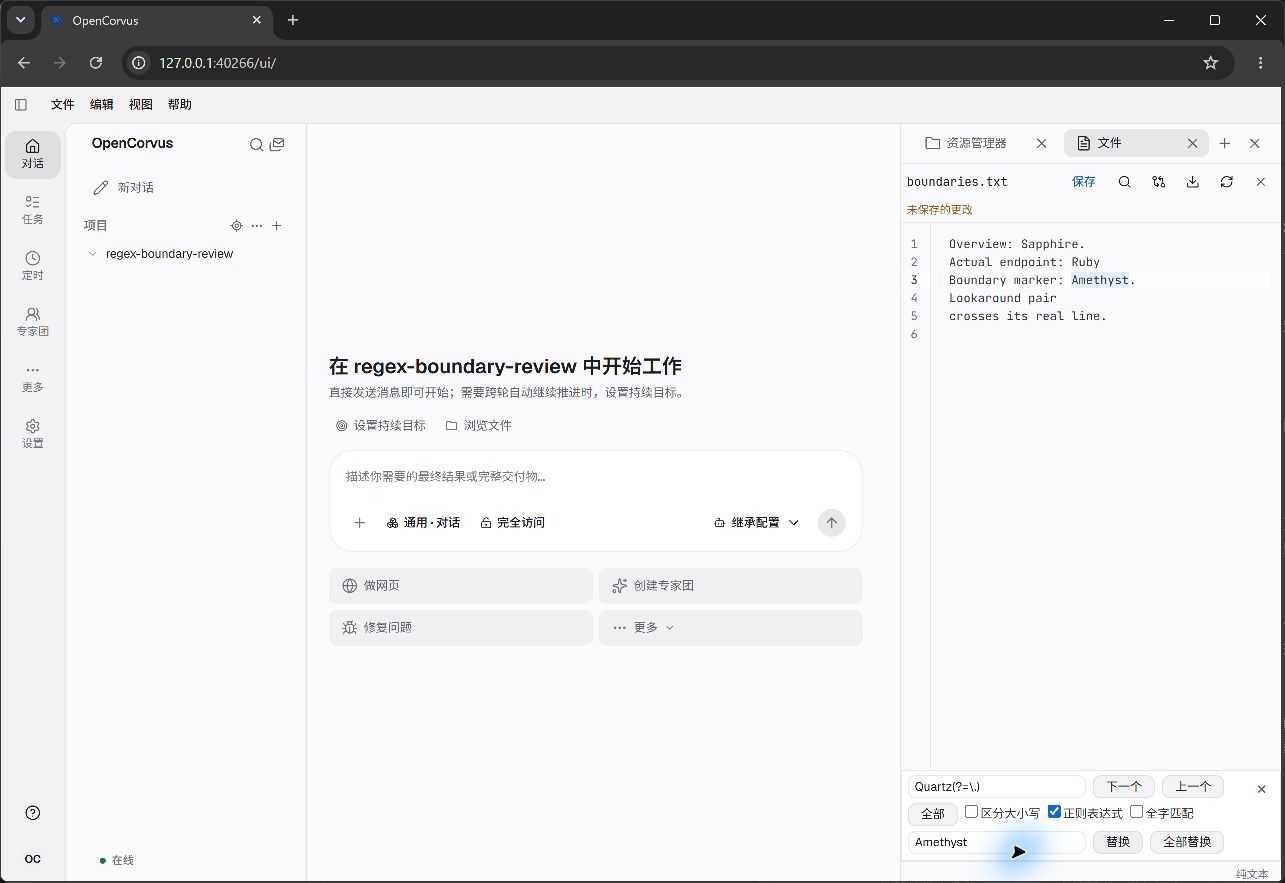 OpenCorvus
127.0.0.1:40266/ui/
文件 编辑 视图 帮助
对话
任务
定时
专家团
更多
设置
OC
OpenCorvus
新对话
项目
regex-boundary-review
在线
在 regex-boundary-review 中开始工作
直接发送消息即可开始；需要跨轮自动继续推进时，设置持续目标。
设置持续目标 浏览文件
描述你需要的最终结果或完整交付物...
通用 · 对话 完全访问 继承配置
做网页 创建专家团
修复问题 更多
资源管理器 文件
boundaries.txt 保存
未保存的更改
1 Overview: Sapphire.
2 Actual endpoint: Ruby
3 Boundary marker: Amethyst.
4 Lookaround pair
5 crosses its real line.
6
Quartz(?=\.) 下一个 上一个
全部 区分大小写 正则表达式 全字匹配
Amethyst 替换 全部替换
纯文本